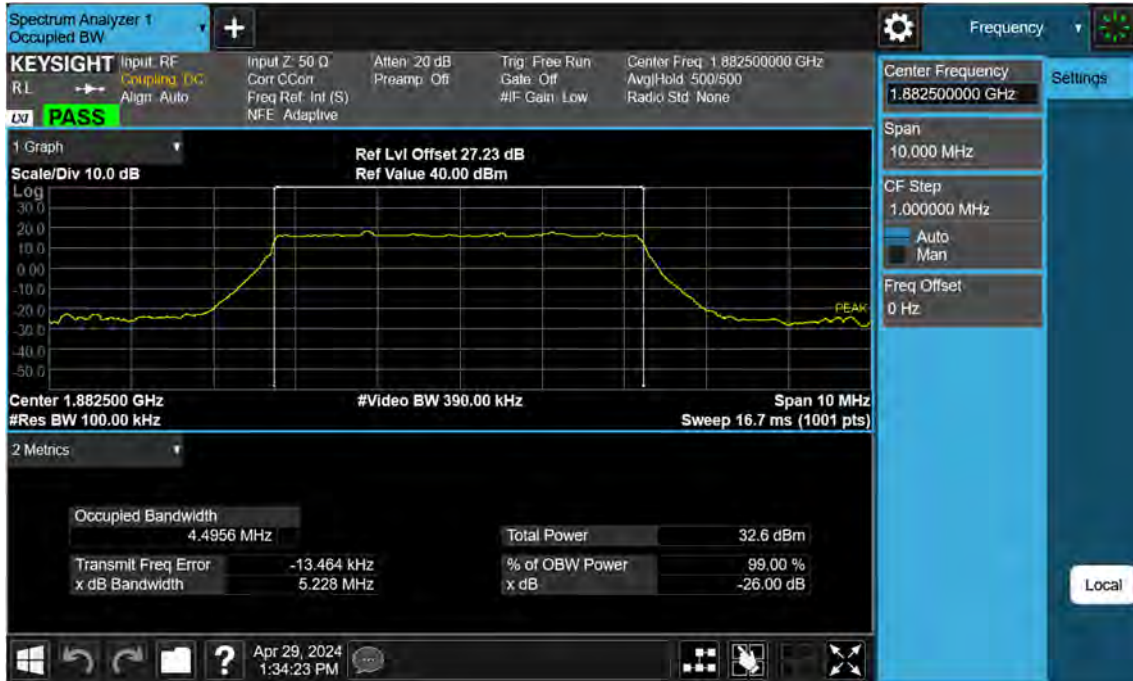 Spectrum Analyzer 1
Occupied BW
+
Frequency
KEYSIGHT
RL
LXI
PASS
Input: RF
Coupling: DC
Align: Auto
Input Z: 50 Ω
Corr CCorr
Freq Ref: Int (S)
NFE: Adaptive
Atten: 20 dB
Preamp: Off
Trig: Free Run
Gate: Off
#IF Gain: Low
Center Freq: 1.882500000 GHz
Avg|Hold: 500/500
Radio Std: None
1 Graph
Scale/Div 10.0 dB
Ref Lvl Offset 27.23 dB
Ref Value 40.00 dBm
Log
30.0
20.0
10.0
0.00
-10.0
-20.0
-30.0
-40.0
-50.0
PEAK
Center 1.882500 GHz
#Video BW 390.00 kHz
Span 10 MHz
#Res BW 100.00 kHz
Sweep 16.7 ms (1001 pts)
2 Metrics
Occupied Bandwidth
4.4956 MHz
Transmit Freq Error -13.464 kHz
x dB Bandwidth 5.228 MHz
Total Power 32.6 dBm
% of OBW Power 99.00 %
x dB -26.00 dB
Center Frequency
1.882500000 GHz
Settings
Span
10.000 MHz
CF Step
1.000000 MHz
Auto
Man
Freq Offset
0 Hz
Local
?
Apr 29, 2024
1:34:23 PM